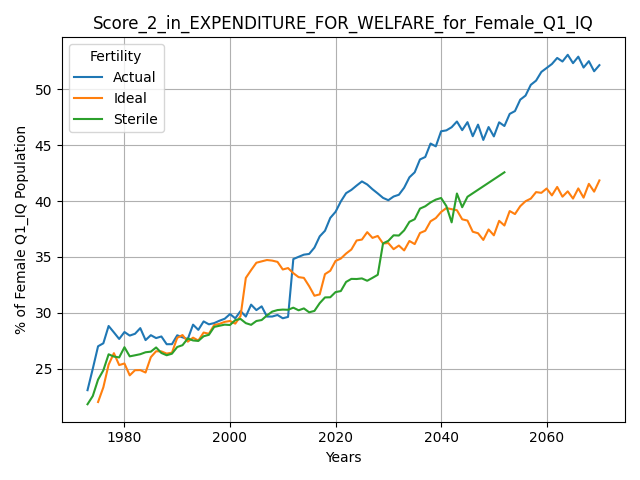 Score_2_in_EXPENDITURE_FOR_WELFARE_for_Female_Q1_IQ
Fertility
Actual
Ideal
Sterile
% of Female Q1_IQ Population
50
45
40
35
30
25
1980
2000
2020
2040
2060
Years